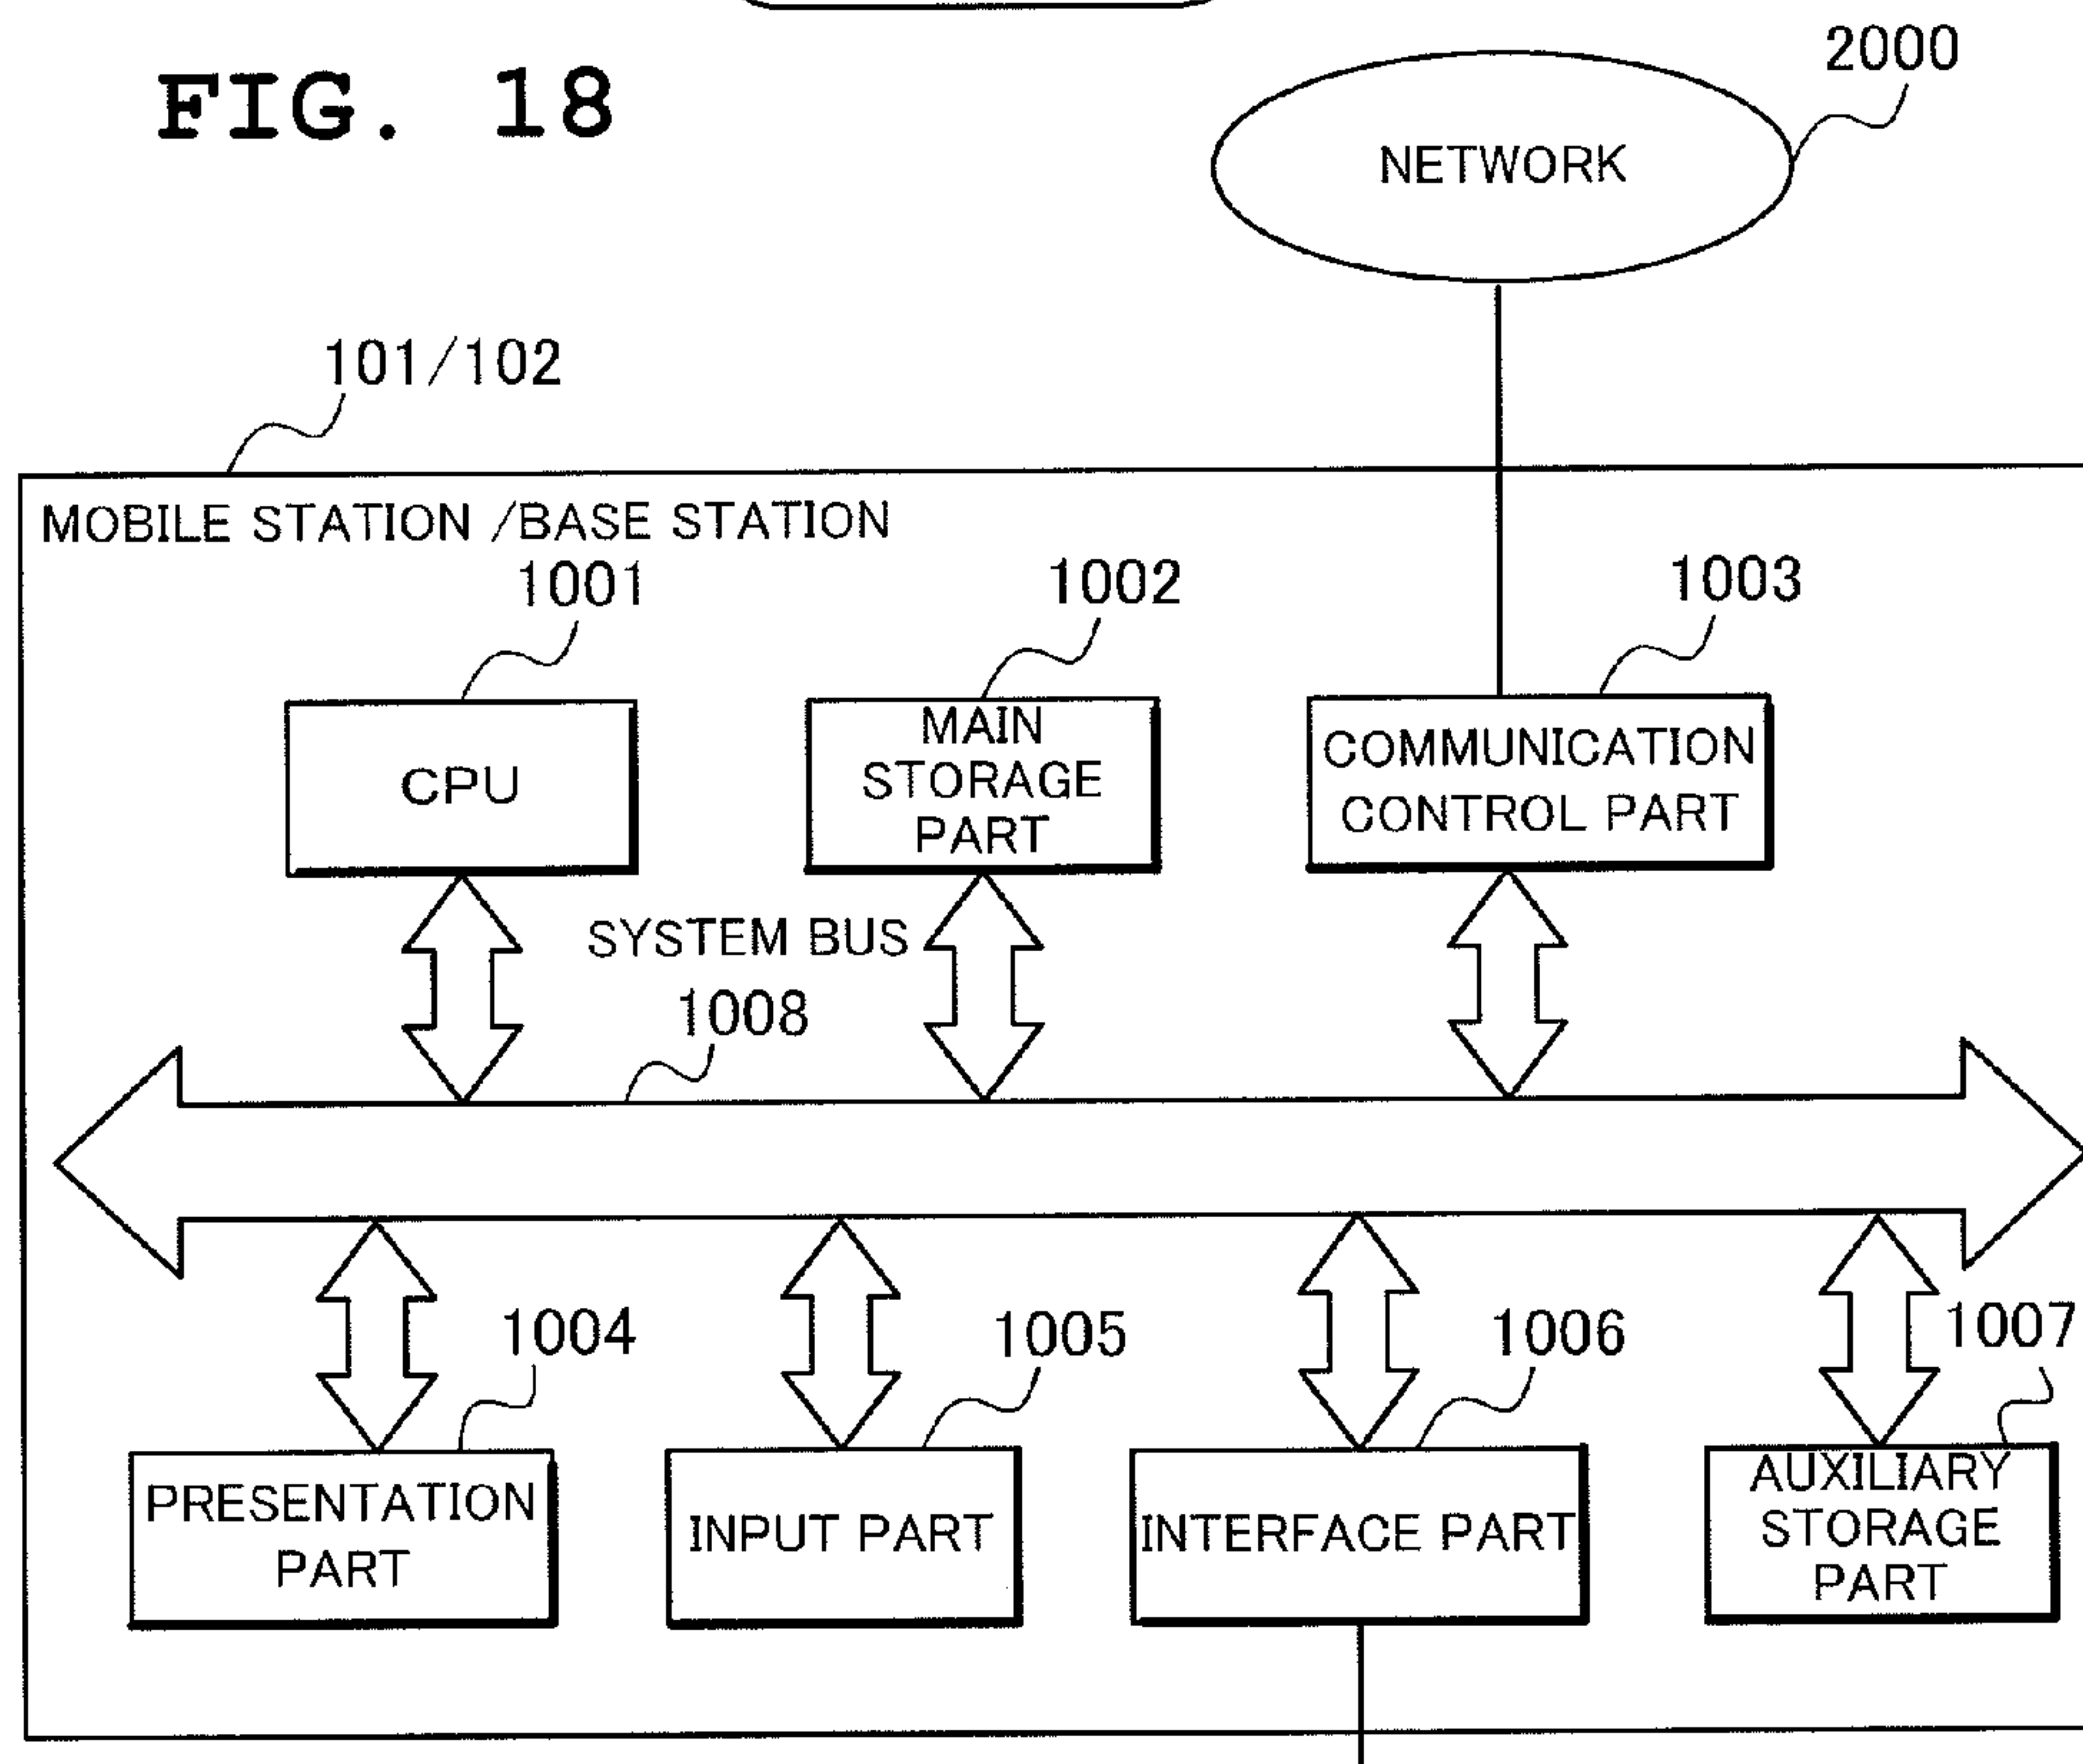 FIG. 18
2000
NETWORK
101/102
MOBILE STATION /BASE STATION
1001
1002
1003
CPU
MAIN
STORAGE
PART
COMMUNICATION
CONTROL PART
SYSTEM BUS
1008
1004
1005
1006
1007
PRESENTATION
PART
INPUT PART
INTERFACE PART
AUXILIARY
STORAGE
PART